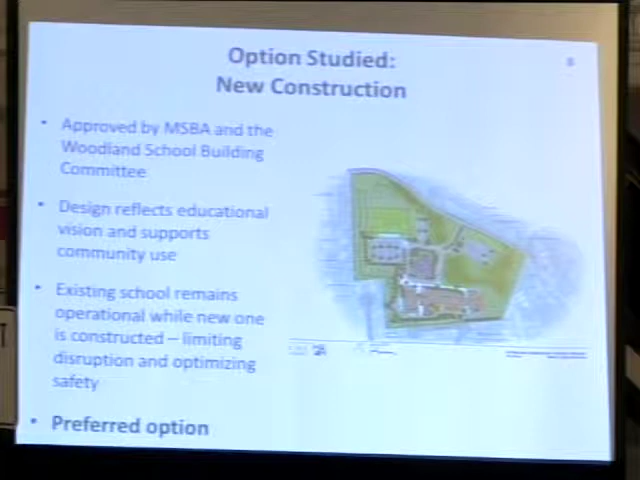 Option Studied:
New Construction
8
• Approved by MSBA and the
Woodland School Building
Committee
• Design reflects educational
vision and supports
community use
• Existing school remains
operational while new one
is constructed – limiting
disruption and optimizing
safety
• Preferred option
T